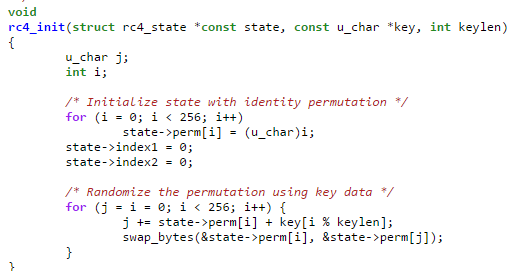 void
rc4_init(struct rc4_state *const state, const u_char *key, int keylen)
{
        u_char j;
        int i;

        /* Initialize state with identity permutation */
        for (i = 0; i < 256; i++)
                state->perm[i] = (u_char)i;
        state->index1 = 0;
        state->index2 = 0;

        /* Randomize the permutation using key data */
        for (j = i = 0; i < 256; i++) {
                j += state->perm[i] + key[i % keylen];
                swap_bytes(&state->perm[i], &state->perm[j]);
        }
}